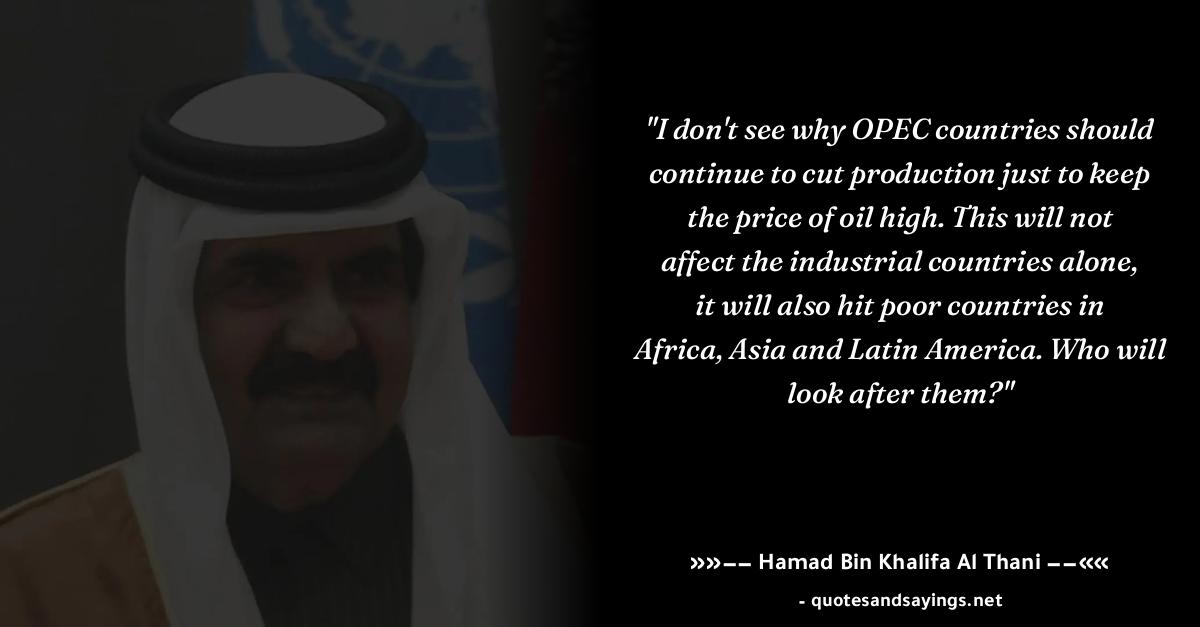 "I don't see why OPEC countries should
continue to cut production just to keep
the price of oil high. This will not
affect the industrial countries alone,
it will also hit poor countries in
Africa, Asia and Latin America. Who will
look after them?"
»»–– Hamad Bin Khalifa Al Thani ––««
- quotesandsayings.net